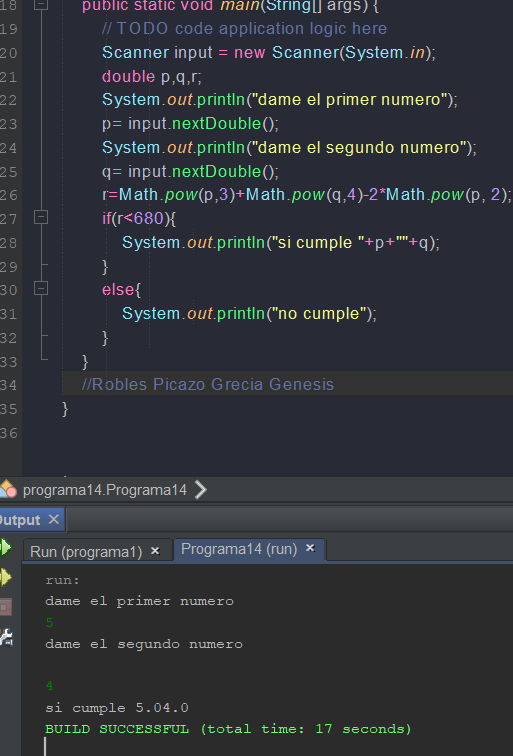 18 public static void main(String[] args) {
19 // TODO code application logic here
20 Scanner input = new Scanner(System.in);
21 double p,q,r;
22 System.out.println("dame el primer numero");
23 p= input.nextDouble();
24 System.out.println("dame el segundo numero");
25 q= input.nextDouble();
26 r=Math.pow(p,3)+Math.pow(q,4)-2*Math.pow(p, 2);
27 if(r<680){
28 System.out.println("si cumple "+p+""+q);
29 }
30 else{
31 System.out.println("no cumple");
32 }
33 }
34 //Robles Picazo Grecia Genesis
35 }
36
programa14.Programa14
Output
Run (programa1) × Programa14 (run) ×
run:
dame el primer numero
5
dame el segundo numero
4
si cumple 5.04.0
BUILD SUCCESSFUL (total time: 17 seconds)